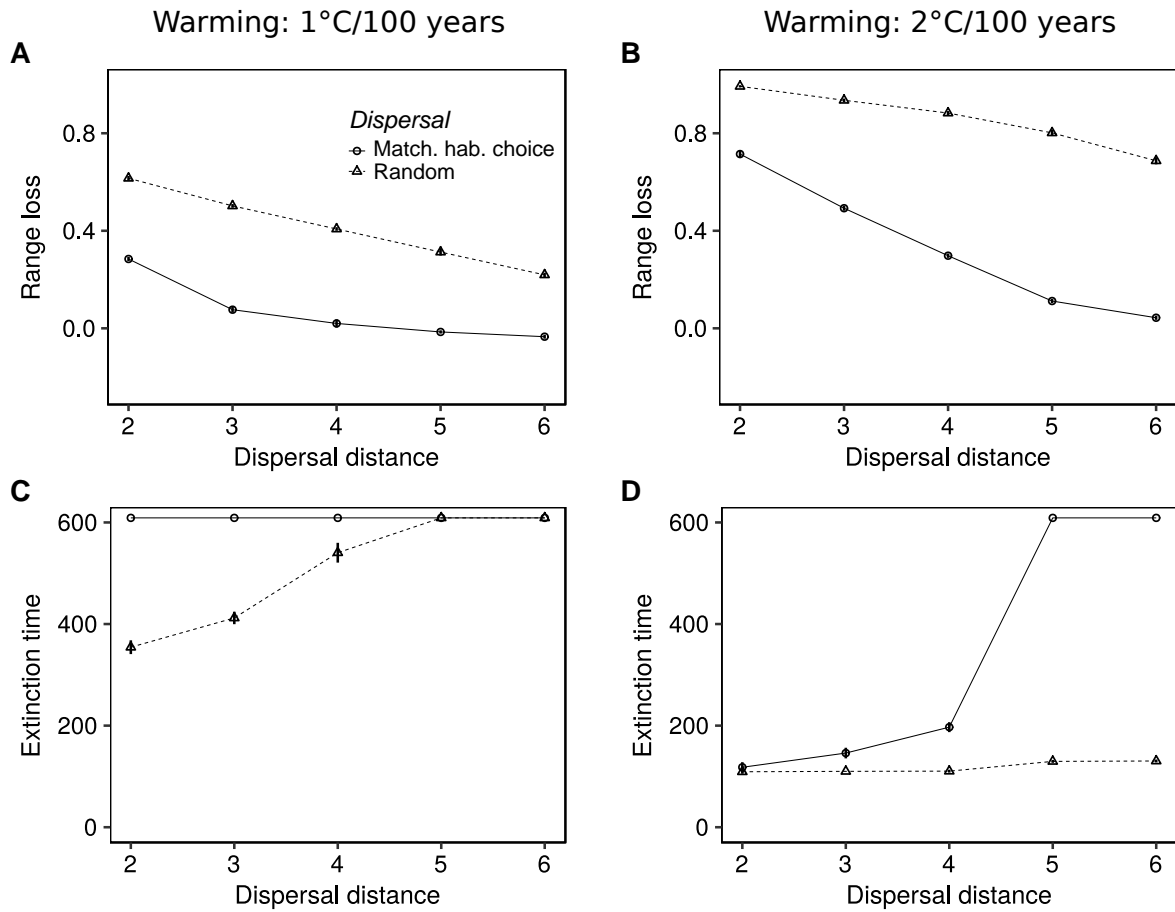 Warming: 1°C/100 years
Warming: 2°C/100 years
A
Range loss
0.8
0.4
0.0
Dispersal
Match. hab. choice
Random
2 3 4 5 6
Dispersal distance
B
Range loss
0.8
0.4
0.0
2 3 4 5 6
Dispersal distance
C
Extinction time
600
400
200
0
2 3 4 5 6
Dispersal distance
D
Extinction time
600
400
200
0
2 3 4 5 6
Dispersal distance